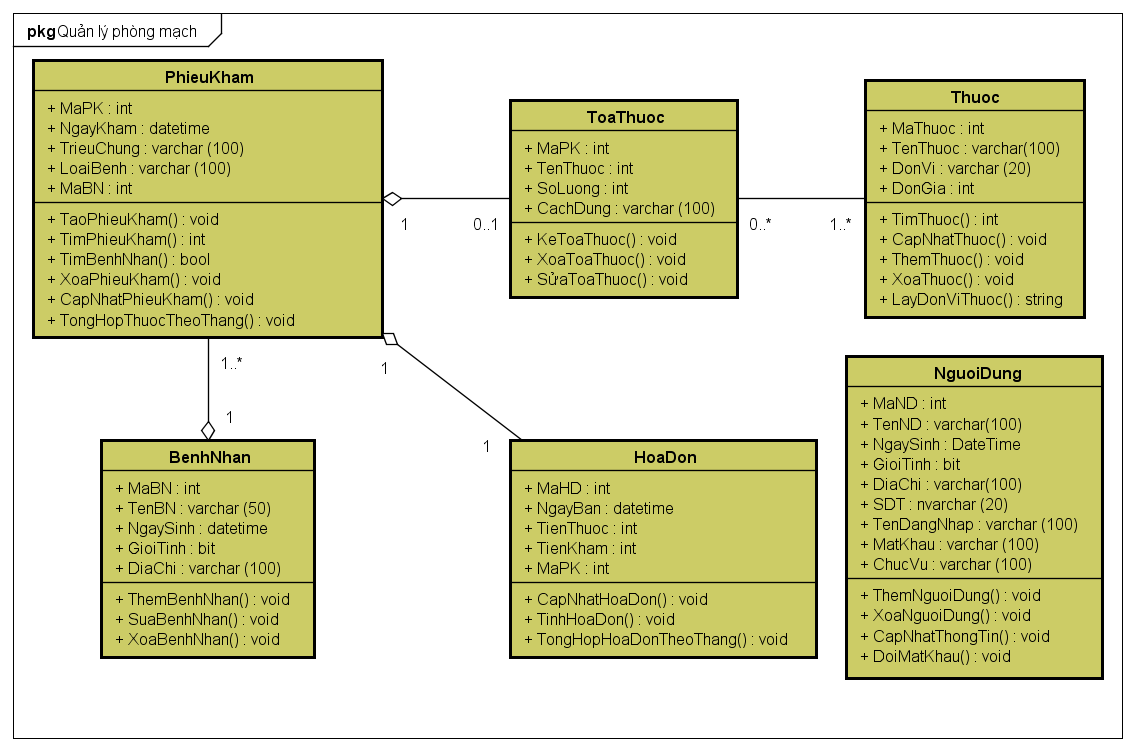 pkg Quản lý phòng mạch
PhieuKham
+ MaPK : int
+ NgayKham : datetime
+ TrieuChung : varchar (100)
+ LoaiBenh : varchar (100)
+ MaBN : int
+ TaoPhieuKham() : void
+ TimPhieuKham() : int
+ TimBenhNhan() : bool
+ XoaPhieuKham() : void
+ CapNhatPhieuKham() : void
+ TongHopThuocTheoThang() : void
1
0..1
ToaThuoc
+ MaPK : int
+ TenThuoc : int
+ SoLuong : int
+ CachDung : varchar (100)
+ KeToaThuoc() : void
+ XoaToaThuoc() : void
+ SửaToaThuoc() : void
0..*
1..*
Thuoc
+ MaThuoc : int
+ TenThuoc : varchar(100)
+ DonVi : varchar (20)
+ DonGia : int
+ TimThuoc() : int
+ CapNhatThuoc() : void
+ ThemThuoc() : void
+ XoaThuoc() : void
+ LayDonViThuoc() : string
1..*
1
1
1
BenhNhan
+ MaBN : int
+ TenBN : varchar (50)
+ NgaySinh : datetime
+ GioiTinh : bit
+ DiaChi : varchar (100)
+ ThemBenhNhan() : void
+ SuaBenhNhan() : void
+ XoaBenhNhan() : void
HoaDon
+ MaHD : int
+ NgayBan : datetime
+ TienThuoc : int
+ TienKham : int
+ MaPK : int
+ CapNhatHoaDon() : void
+ TinhHoaDon() : void
+ TongHopHoaDonTheoThang() : void
NguoiDung
+ MaND : int
+ TenND : varchar(100)
+ NgaySinh : DateTime
+ GioiTinh : bit
+ DiaChi : varchar(100)
+ SDT : nvarchar (20)
+ TenDangNhap : varchar (100)
+ MatKhau : varchar (100)
+ ChucVu : varchar (100)
+ ThemNguoiDung() : void
+ XoaNguoiDung() : void
+ CapNhatThongTin() : void
+ DoiMatKhau() : void